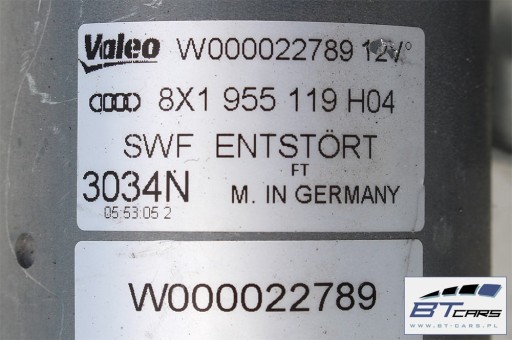 Valeo W000022789 12V
8X1 955 119 H04
SWF ENTSTÖRT
FT
3034N M. IN GERMANY
05:53:05 2
W000022789
BT CARS
WWW.BT-CARS.PL